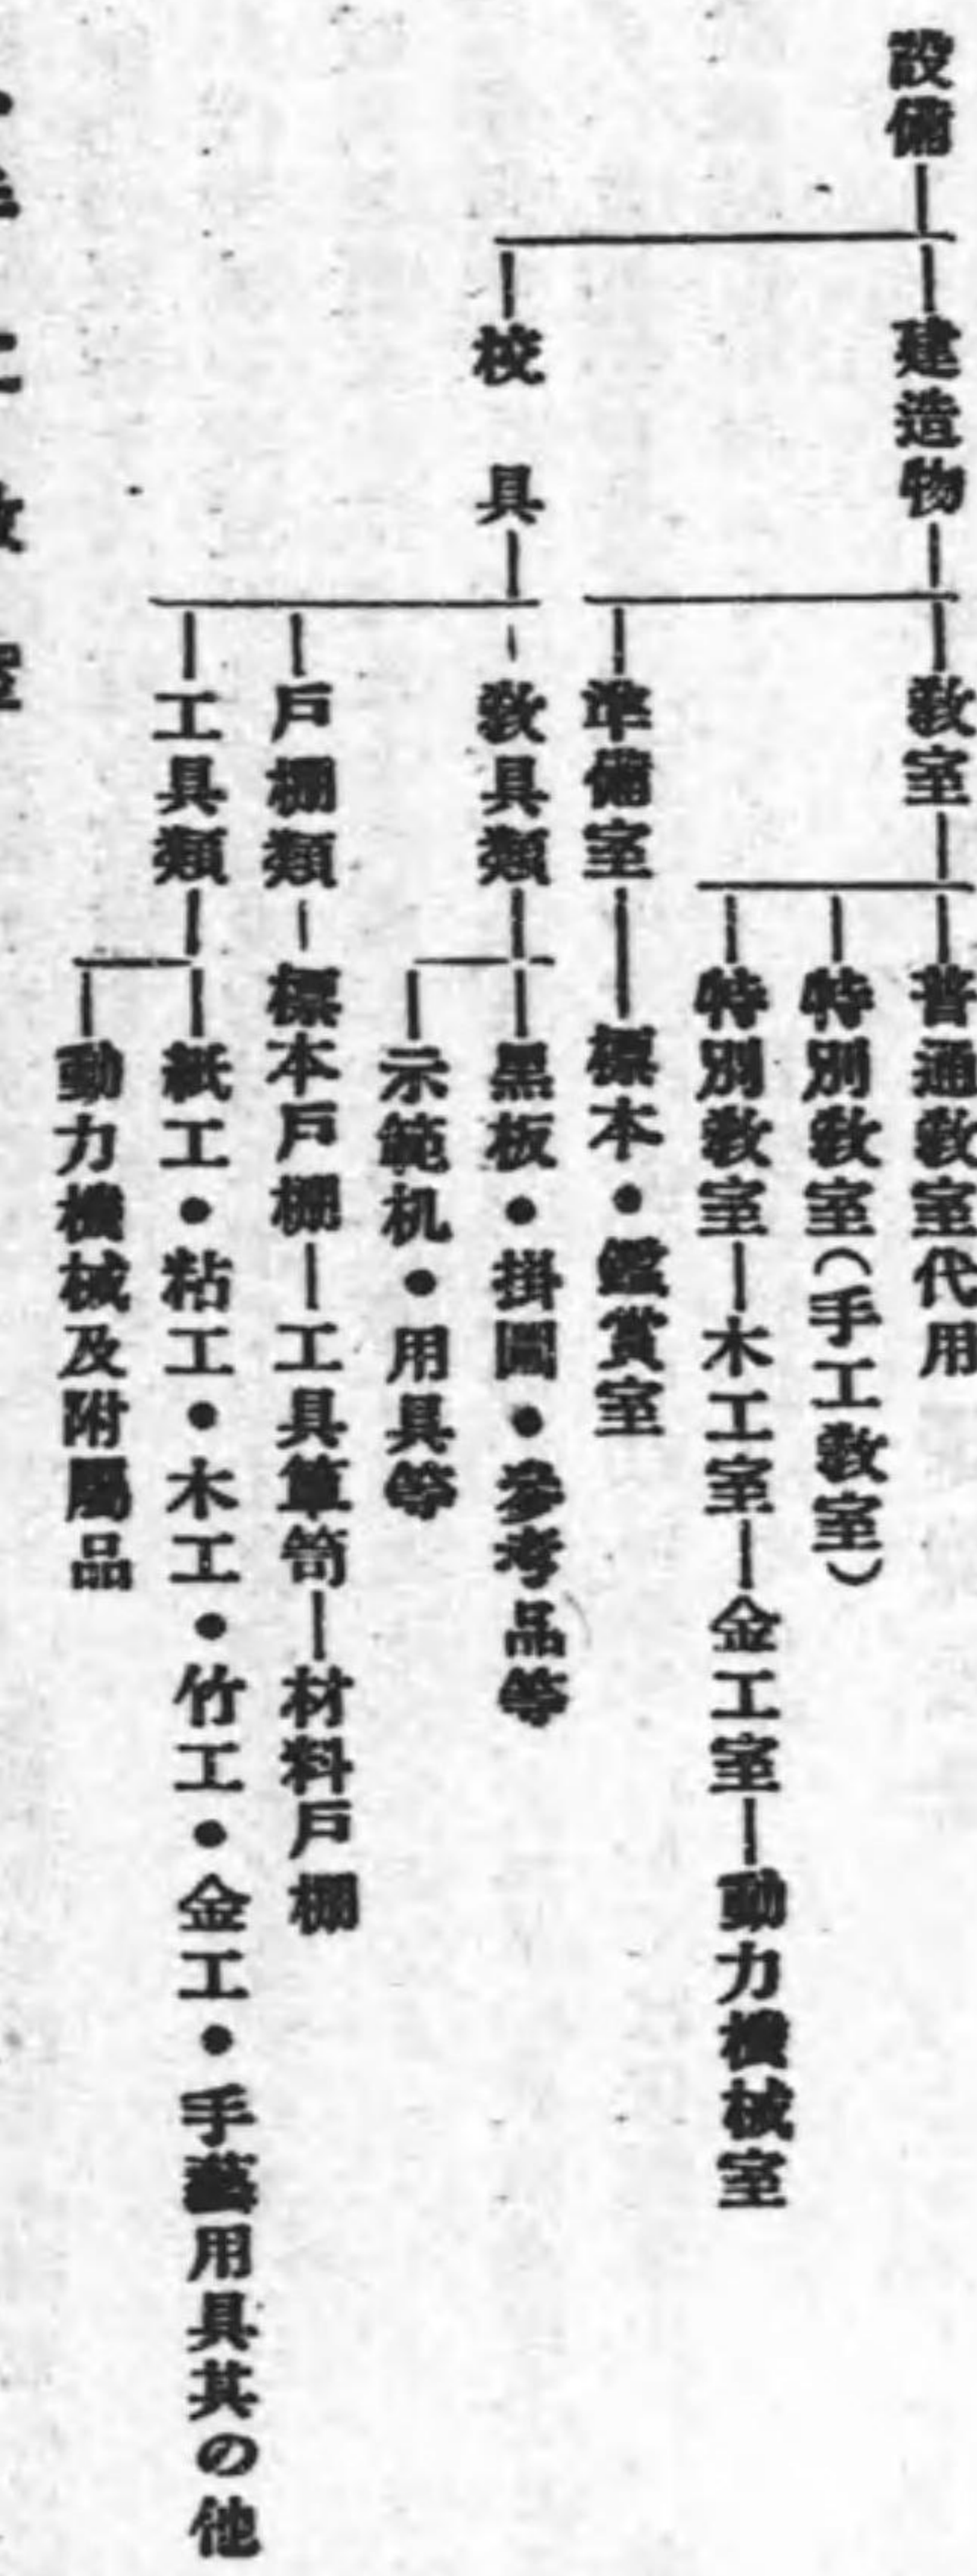 設備
建造物
教室
普通教室代用
特別教室(手工教室)
特別教室―木工室―金工室―動力機械室
準備室―標本・鑑賞室
校具
教具類
黒板・掛圖・參考品等
示範机・用具等
戶棚類―標本戶棚―工具簞笥―材料戶棚
工具類
紙工・粘工・木工・竹工・金工・手藝用具其の他
動力機械及附屬品